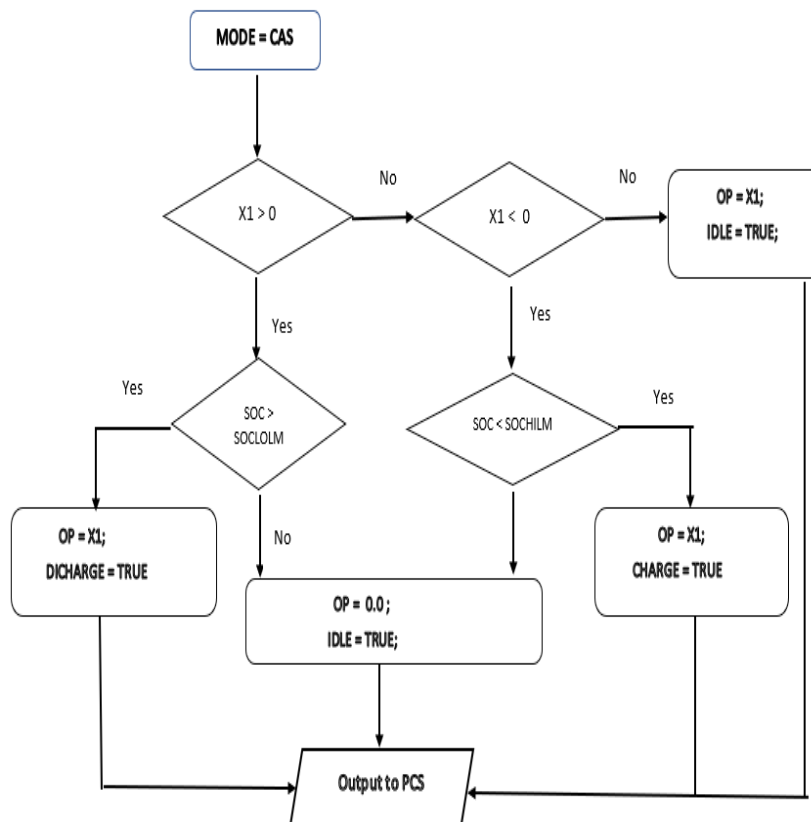 MODE = CAS
X1 > 0
No
X1 < 0
No
OP = X1;
IDLE = TRUE;
Yes
Yes
Yes
SOC >
SOCLOLM
SOC < SOCHILM
Yes
OP = X1;
DICHARGE = TRUE
No
OP = X1;
CHARGE = TRUE
OP = 0.0 ;
IDLE = TRUE;
Output to PCS